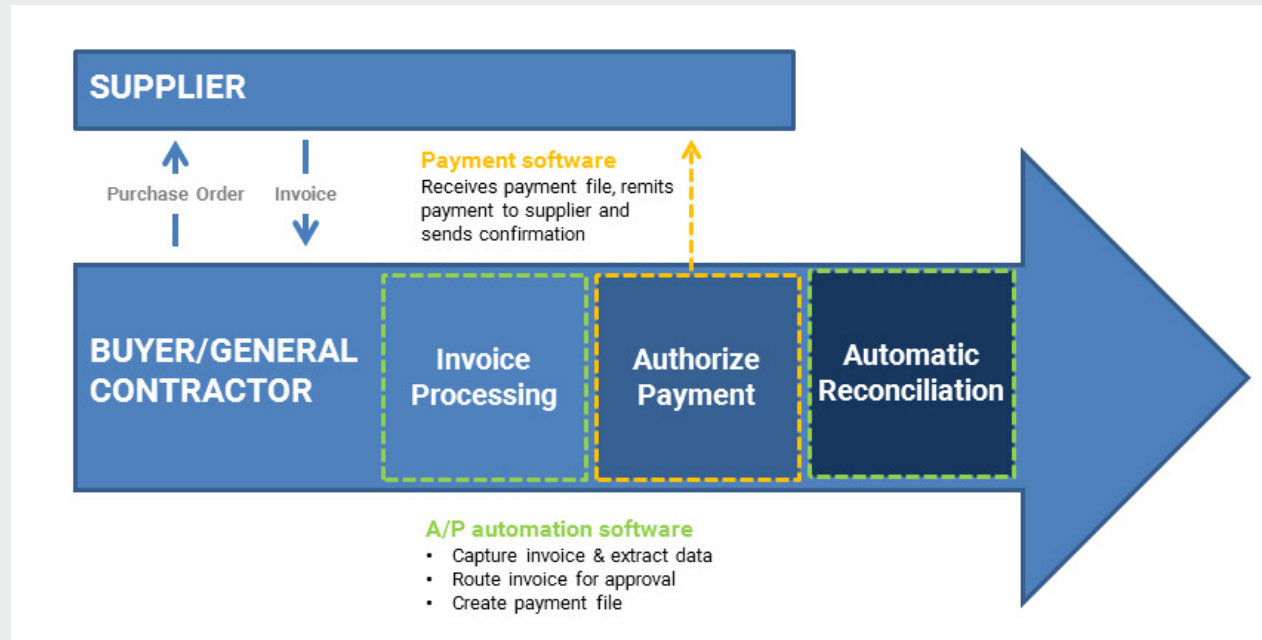 SUPPLIER
Purchase Order
Invoice
Payment software
Receives payment file, remits
payment to supplier and
sends confirmation
BUYER/GENERAL
CONTRACTOR
Invoice
Processing
Authorize
Payment
Automatic
Reconciliation
A/P automation software
• Capture invoice & extract data
• Route invoice for approval
• Create payment file